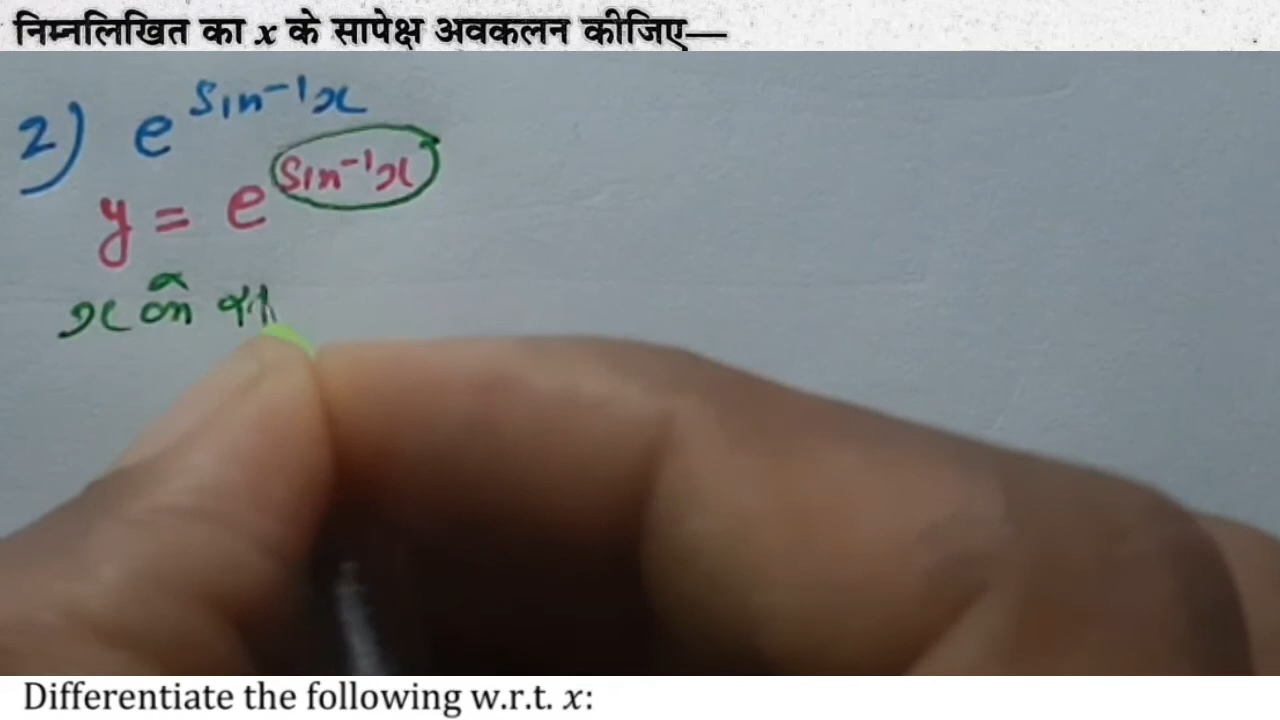 निम्नलिखित का x के सापेक्ष अवकलन कीजिए—
2) e^sin⁻¹x
y = e^sin⁻¹x
x के
Differentiate the following w.r.t. x: